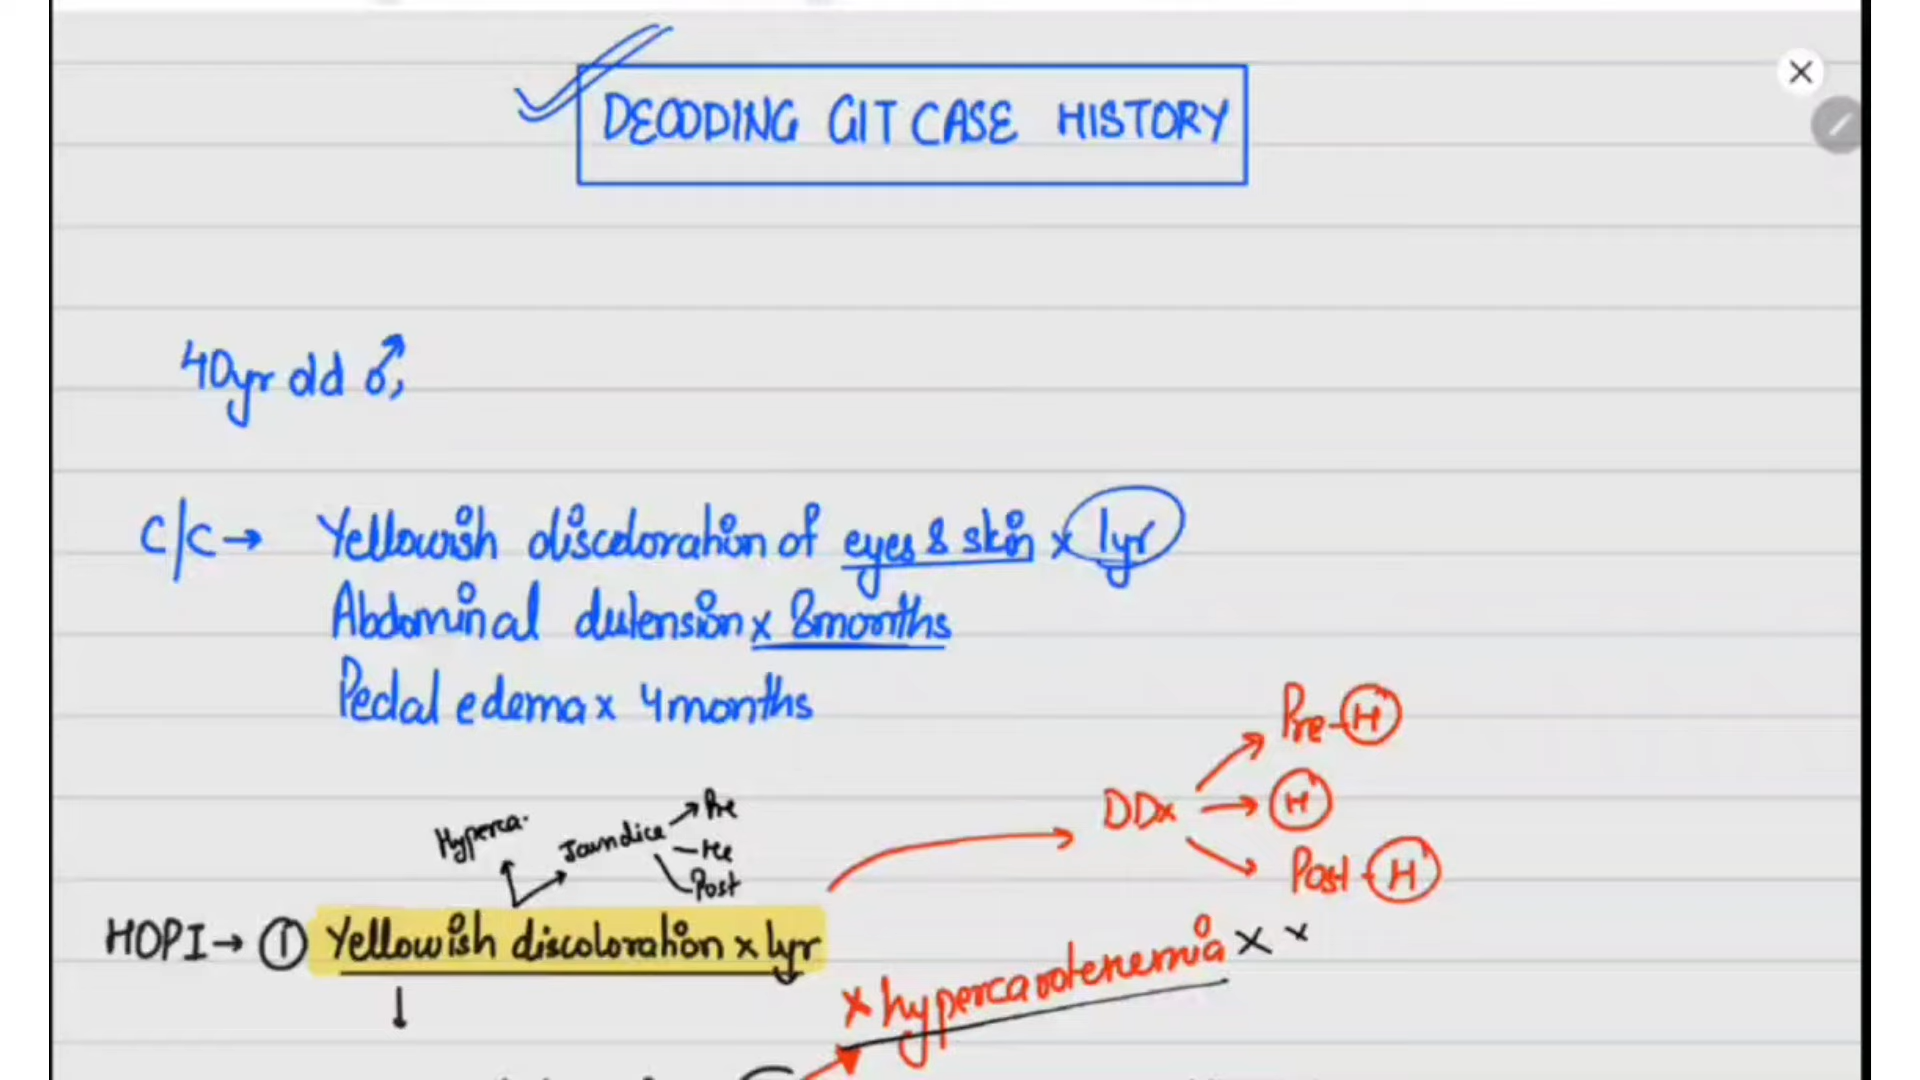 DECODING GIT CASE HISTORY
40yr old ♂,
C/C → Yellowish discoloration of eyes & skin x 1yr
Abdominal distension x 8months
Pedal edema x 4months
Pre-H
DDx → H
Post-H
Hyperca.
Jaundice
Pre
He
Post
HOPI → ① Yellowish discoloration x 1yr
x hypercarotenemia x x